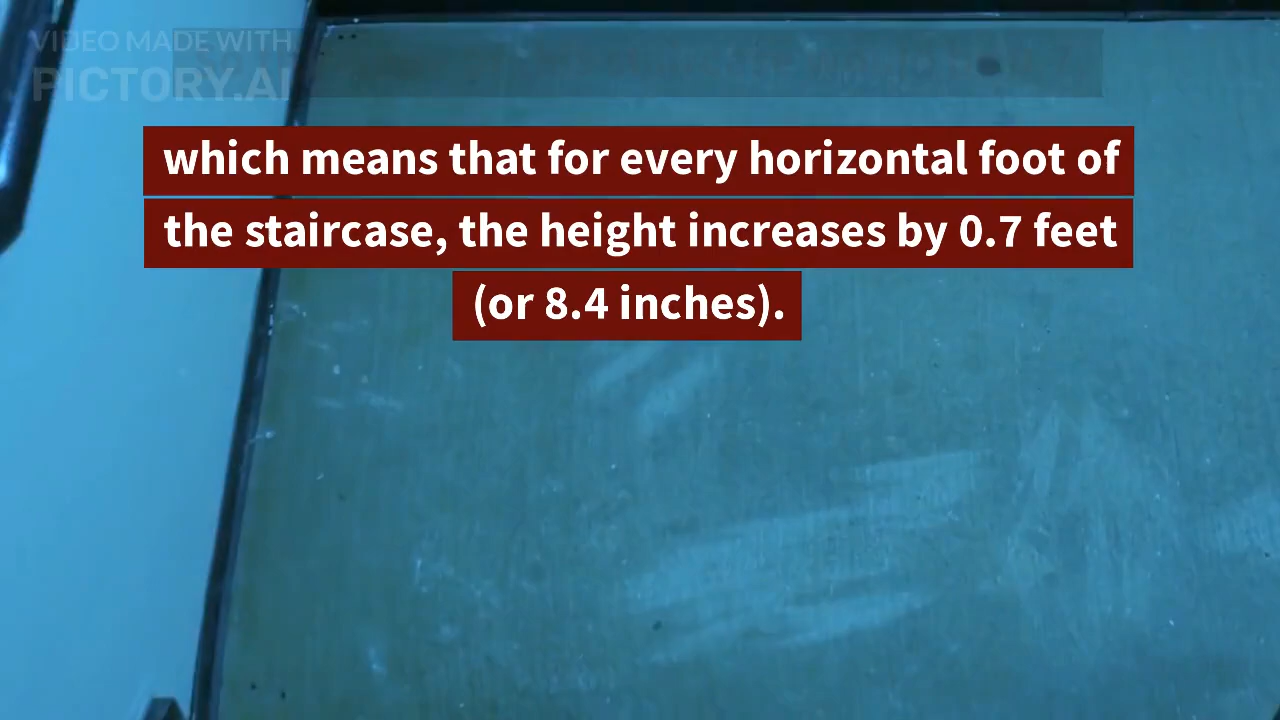 VIDEO MADE WITH
PICTORY.AI
which means that for every horizontal foot of
the staircase, the height increases by 0.7 feet
(or 8.4 inches).